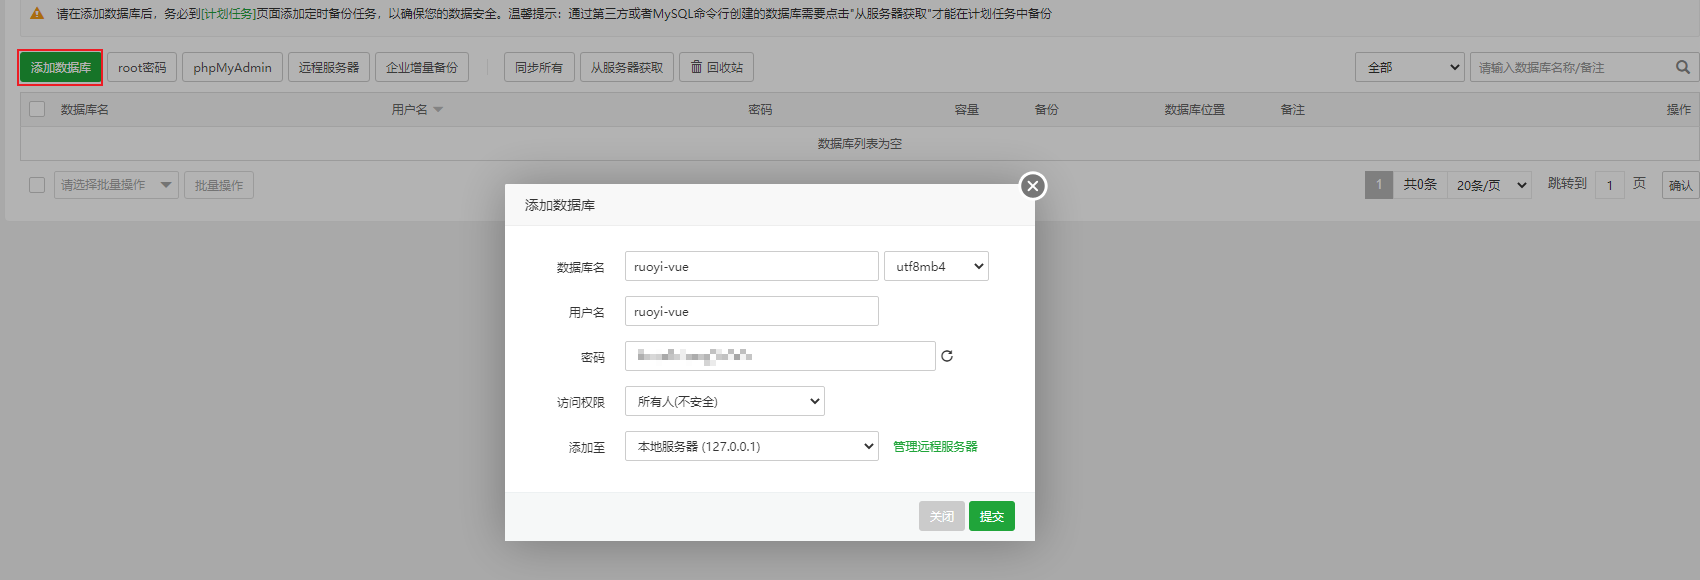 请在添加数据库后，务必到[计划任务]页面添加定时备份任务，以确保您的数据安全。温馨提示：通过第三方或者MySQL命令行创建的数据库需要点击"从服务器获取"才能在计划任务中备份
添加数据库 root密码 phpMyAdmin 远程服务器 企业增量备份 同步所有 从服务器获取 回收站 全部 请输入数据库名称/备注
数据库名 用户名 密码 容量 备份 数据库位置 备注 操作
数据库列表为空
请选择批量操作 批量操作 1 共0条 20条/页 跳转到 1 页 确认
添加数据库
数据库名 ruoyi-vue utf8mb4
用户名 ruoyi-vue
密码
访问权限 所有人(不安全)
添加至 本地服务器 (127.0.0.1) 管理远程服务器
关闭 提交